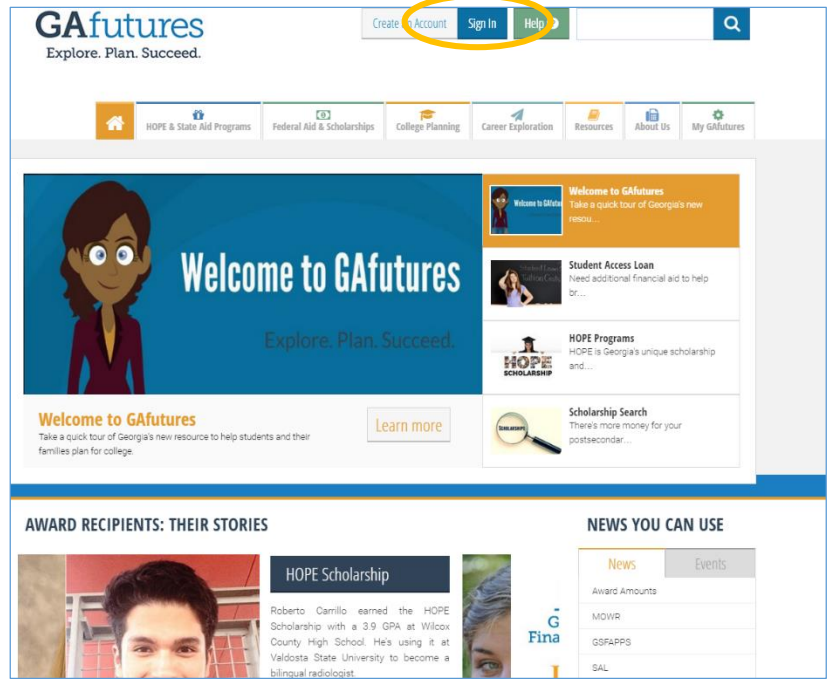 GAfutures
Explore. Plan. Succeed.
Create an Account
Sign In
Help
HOPE & State Aid Programs
Federal Aid & Scholarships
College Planning
Career Exploration
Resources
About Us
My GAfutures
Welcome to GAfutures
Explore. Plan. Succeed.
Welcome to GAfutures
Take a quick tour of Georgia's new resource to help students and their
families plan for college.
Learn more
Welcome to GAfutur
Welcome to GAfutures
Take a quick tour of Georgia's new
resou...
Student Access Loan
Need additional financial aid to help
br...
HOPE
SCHOLARSHIP
HOPE Programs
HOPE is Georgia's unique scholarship
and...
SCHOLARSHIPS
Scholarship Search
There's more money for your
postsecondar...
AWARD RECIPIENTS: THEIR STORIES
HOPE Scholarship
Roberto Carrillo earned the HOPE
Scholarship with a 3.9 GPA at Wilcox
County High School. He's using it at
Valdosta State University to become a
bilingual radiologist.
G
Fina
NEWS YOU CAN USE
News
Events
Award Amounts
MOWR
GSFAPPS
SAL